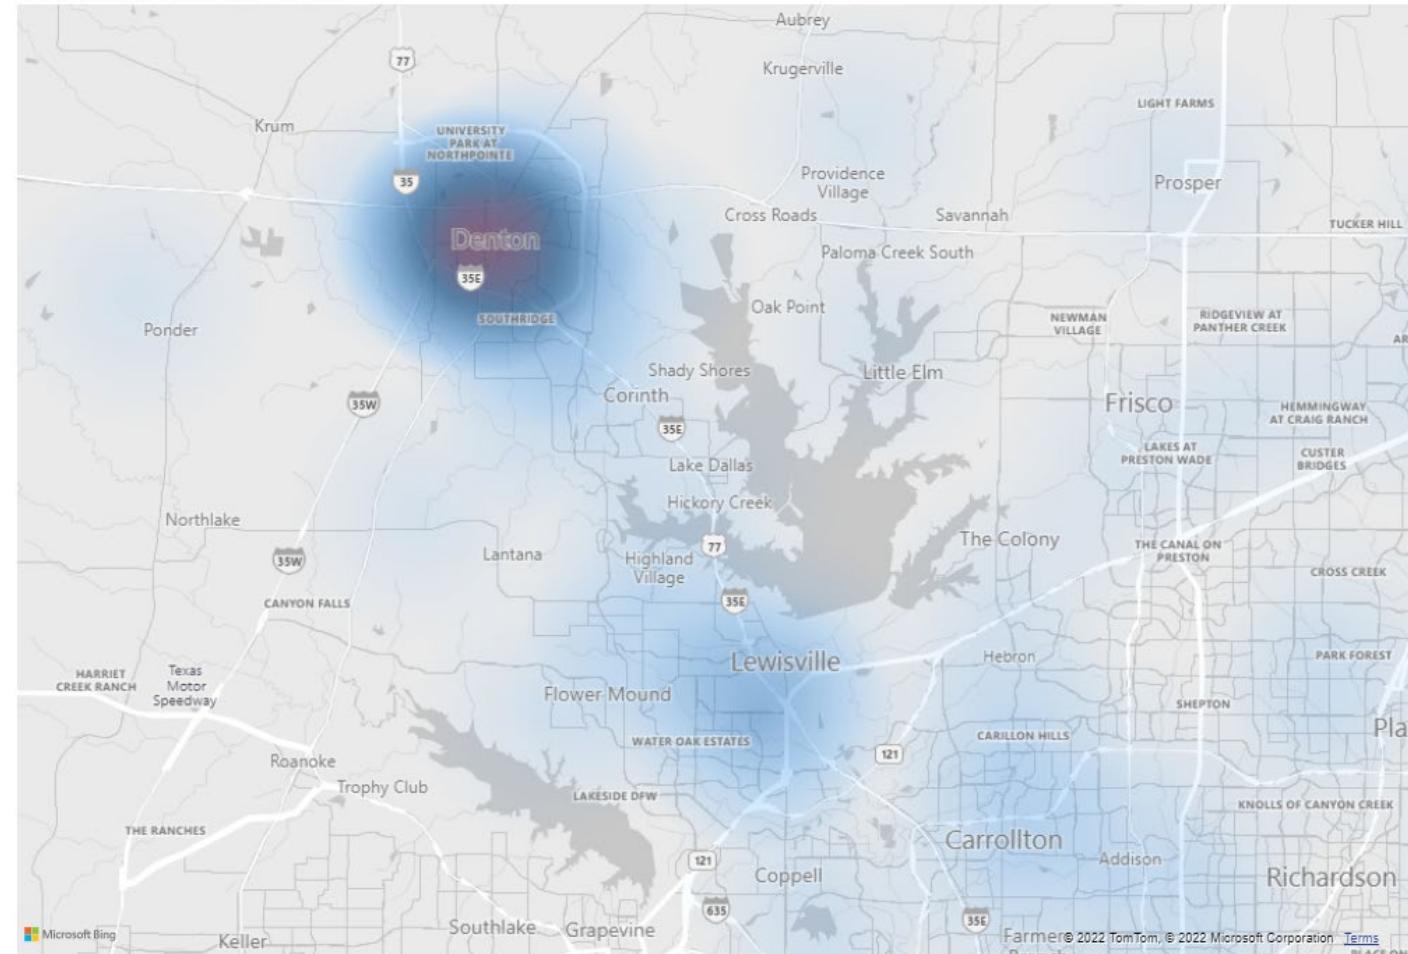 Aubrey
77
Krugerville
LIGHT FARMS
Krum
UNIVERSITY
PARK AT
NORTHPOINTE
35
Providence
Village
Prosper
Cross Roads
Savannah
TUCKER HILL
Denton
Paloma Creek South
35E
Oak Point
Ponder
SOUTHRIDGE
NEWMAN
VILLAGE
RIDGEVIEW AT
PANTHER CREEK
AR
Shady Shores
Little Elm
Corinth
35W
Frisco
HEMMINGWAY
AT CRAIG RANCH
35E
LAKES AT
PRESTON WADE
CUSTER
BRIDGES
Lake Dallas
Hickory Creek
Northlake
77
The Colony
Lantana
35W
Highland
Village
THE CANAL ON
PRESTON
CROSS CREEK
CANYON FALLS
35E
Lewisville
Hebron
PARK FOREST
HARRIET
CREEK RANCH
Texas
Motor
Speedway
Flower Mound
SHEPTON
Pla
WATER OAK ESTATES
CARILLON HILLS
121
Roanoke
Trophy Club
LAKESIDE DFW
KNOLLS OF CANYON CREEK
THE RANCHES
Carrollton
Addison
121
Coppell
Richardson
635
35E
Southlake
Grapevine
Microsoft Bing
Keller
Farmer
© 2022 TomTom, © 2022 Microsoft Corporation Terms